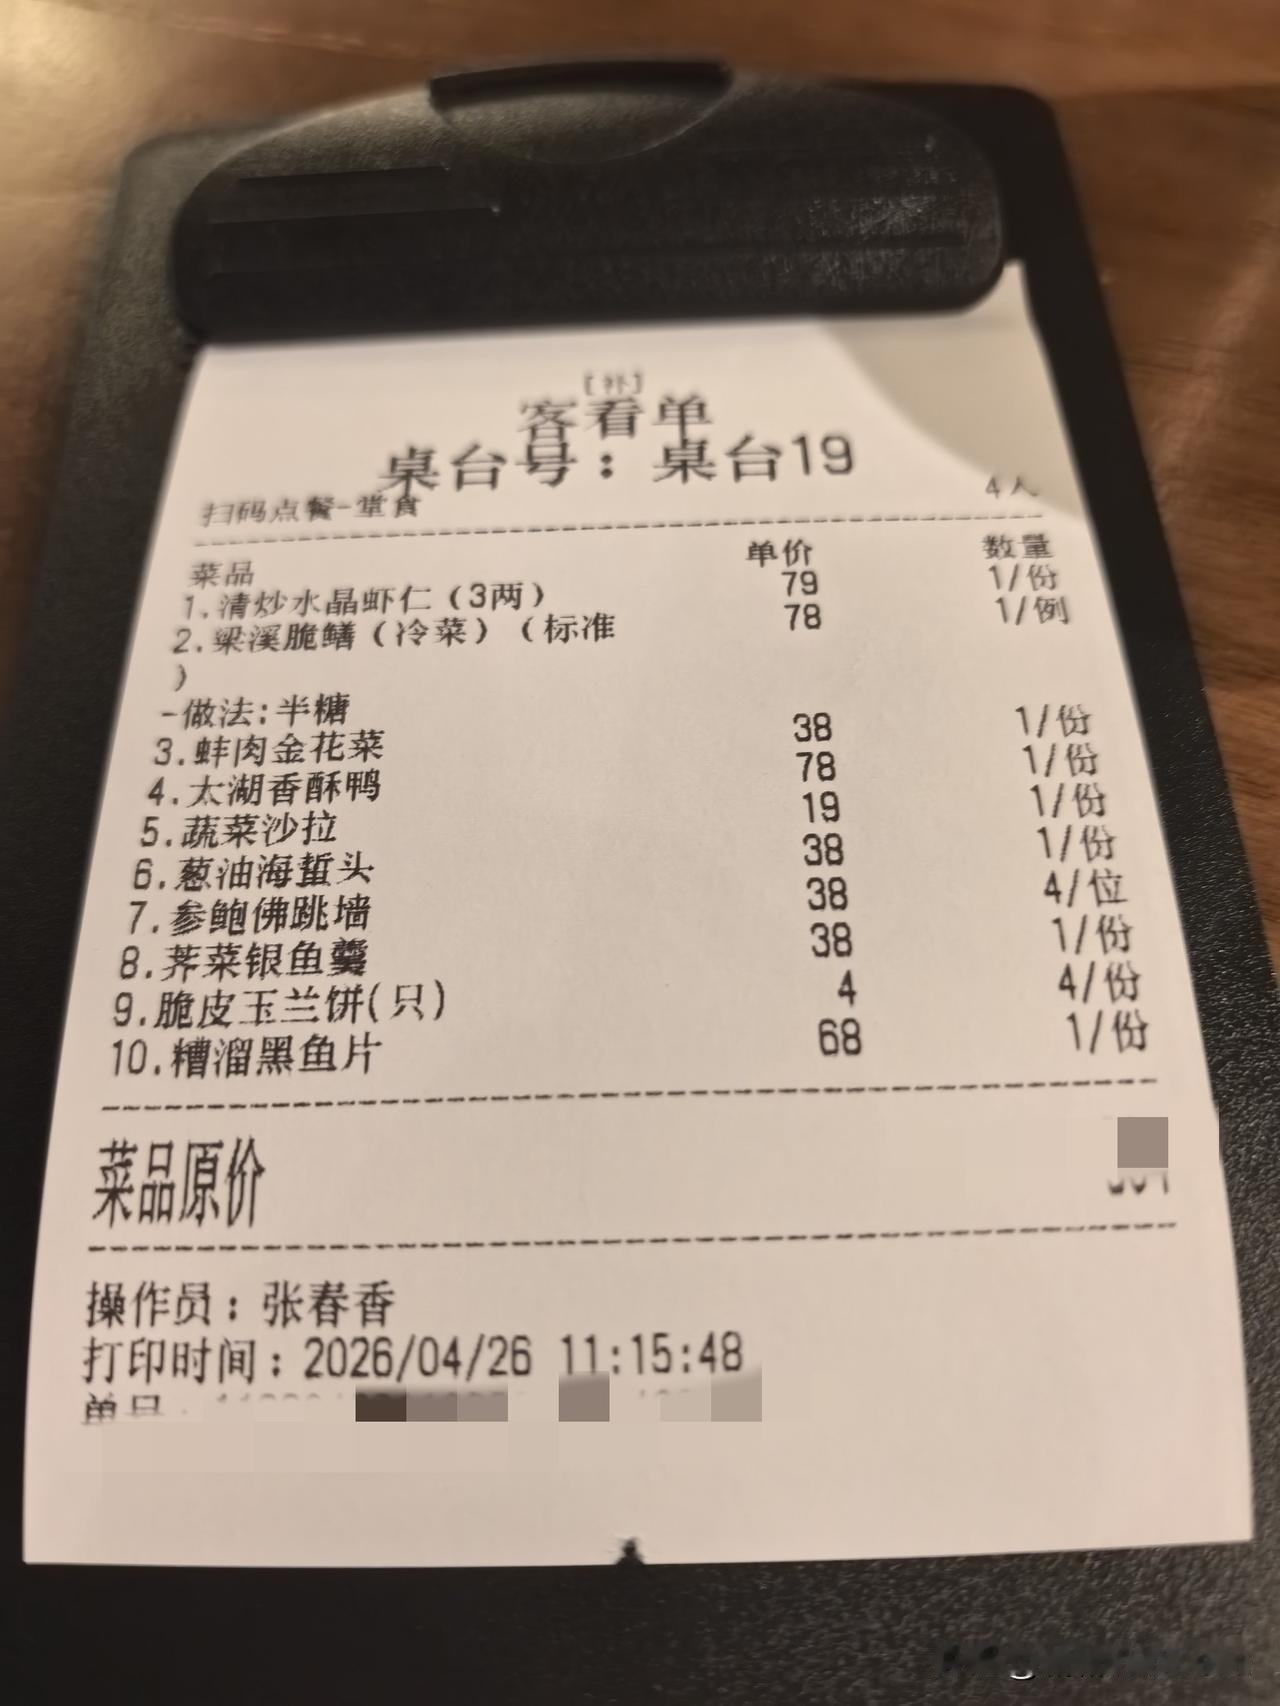 [补]
客看单
桌台号：桌台19
扫码点餐-堂食 4人
菜品 单价 数量
1.清炒水晶虾仁（3两） 79 1/份
2.梁溪脆鳝（冷菜）（标准 78 1/例
）
-做法:半糖
3.蚌肉金花菜 38 1/份
4.太湖香酥鸭 78 1/份
5.蔬菜沙拉 19 1/份
6.葱油海蜇头 38 1/份
7.参鲍佛跳墙 38 4/位
8.荠菜银鱼羹 38 1/份
9.脆皮玉兰饼(只) 4 4/份
10.糟溜黑鱼片 68 1/份
菜品原价
操作员：张春香
打印时间：2026/04/26 11:15:48
单号：